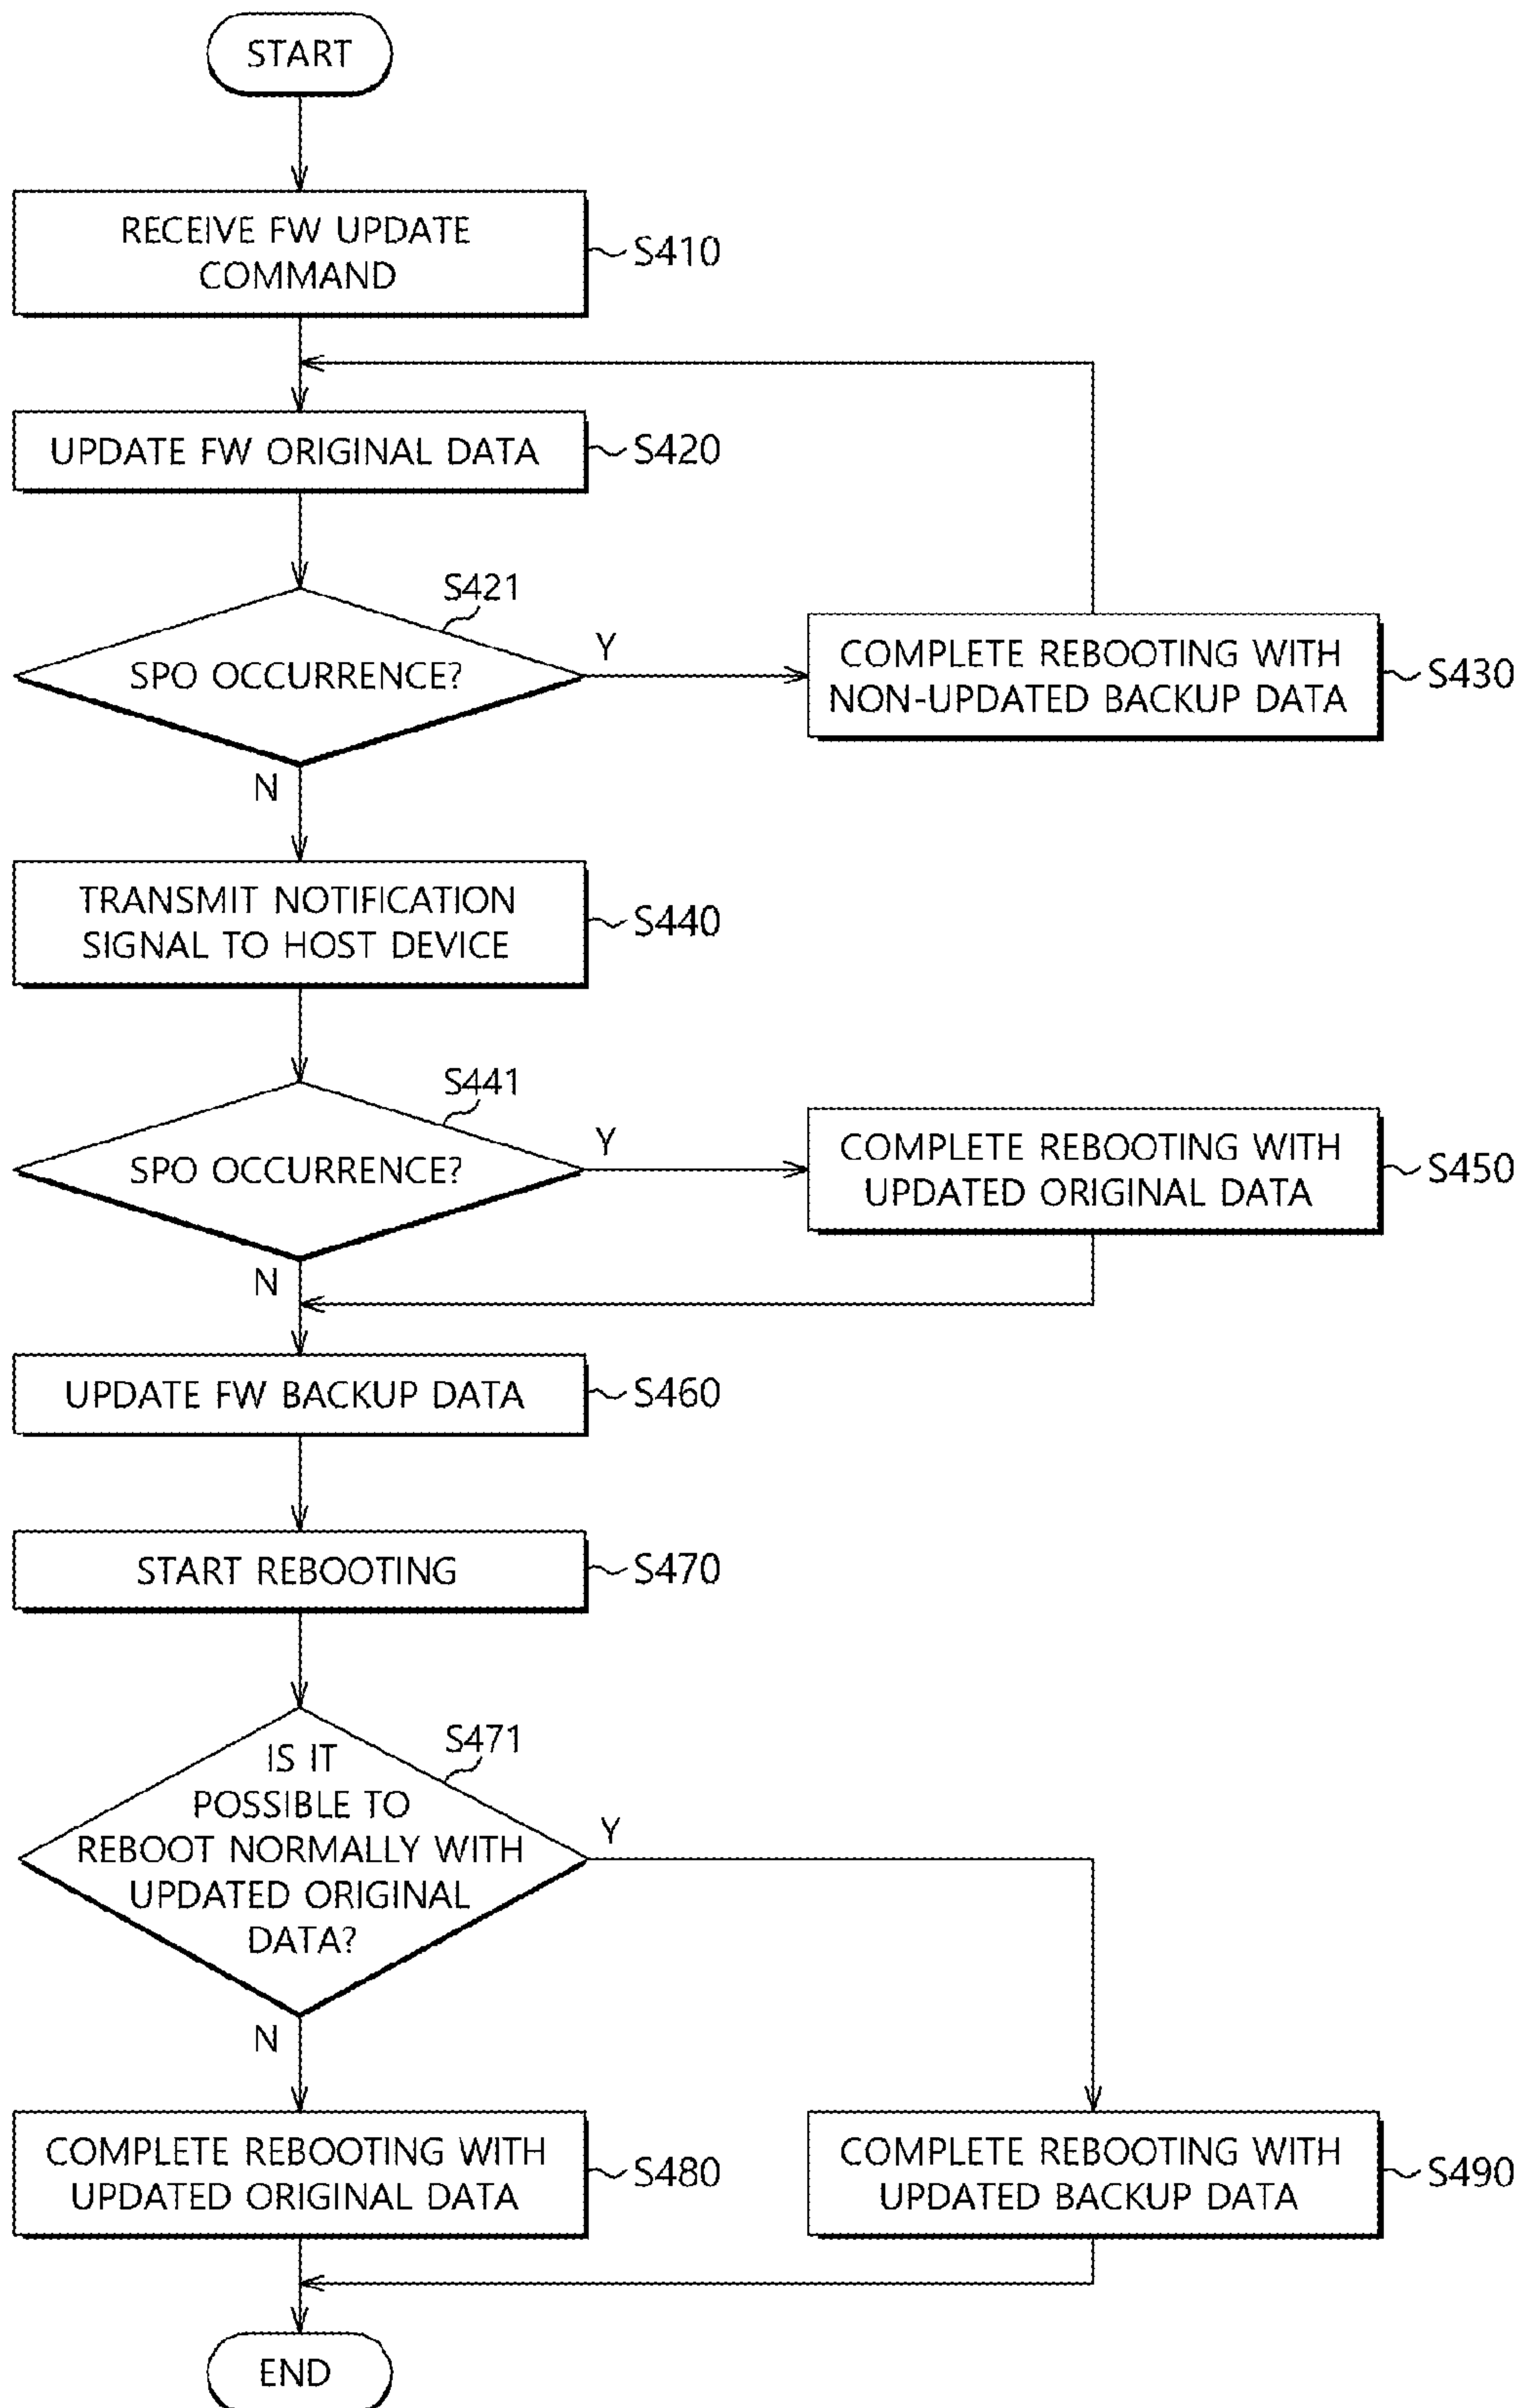 START
RECEIVE FW UPDATE
COMMAND
S410
UPDATE FW ORIGINAL DATA
S420
S421
SPO OCCURRENCE?
Y
N
COMPLETE REBOOTING WITH
NON-UPDATED BACKUP DATA
S430
TRANSMIT NOTIFICATION
SIGNAL TO HOST DEVICE
S440
S441
SPO OCCURRENCE?
Y
N
COMPLETE REBOOTING WITH
UPDATED ORIGINAL DATA
S450
UPDATE FW BACKUP DATA
S460
START REBOOTING
S470
S471
IS IT
POSSIBLE TO
REBOOT NORMALLY WITH
UPDATED ORIGINAL
DATA?
Y
N
COMPLETE REBOOTING WITH
UPDATED ORIGINAL DATA
S480
COMPLETE REBOOTING WITH
UPDATED BACKUP DATA
S490
END